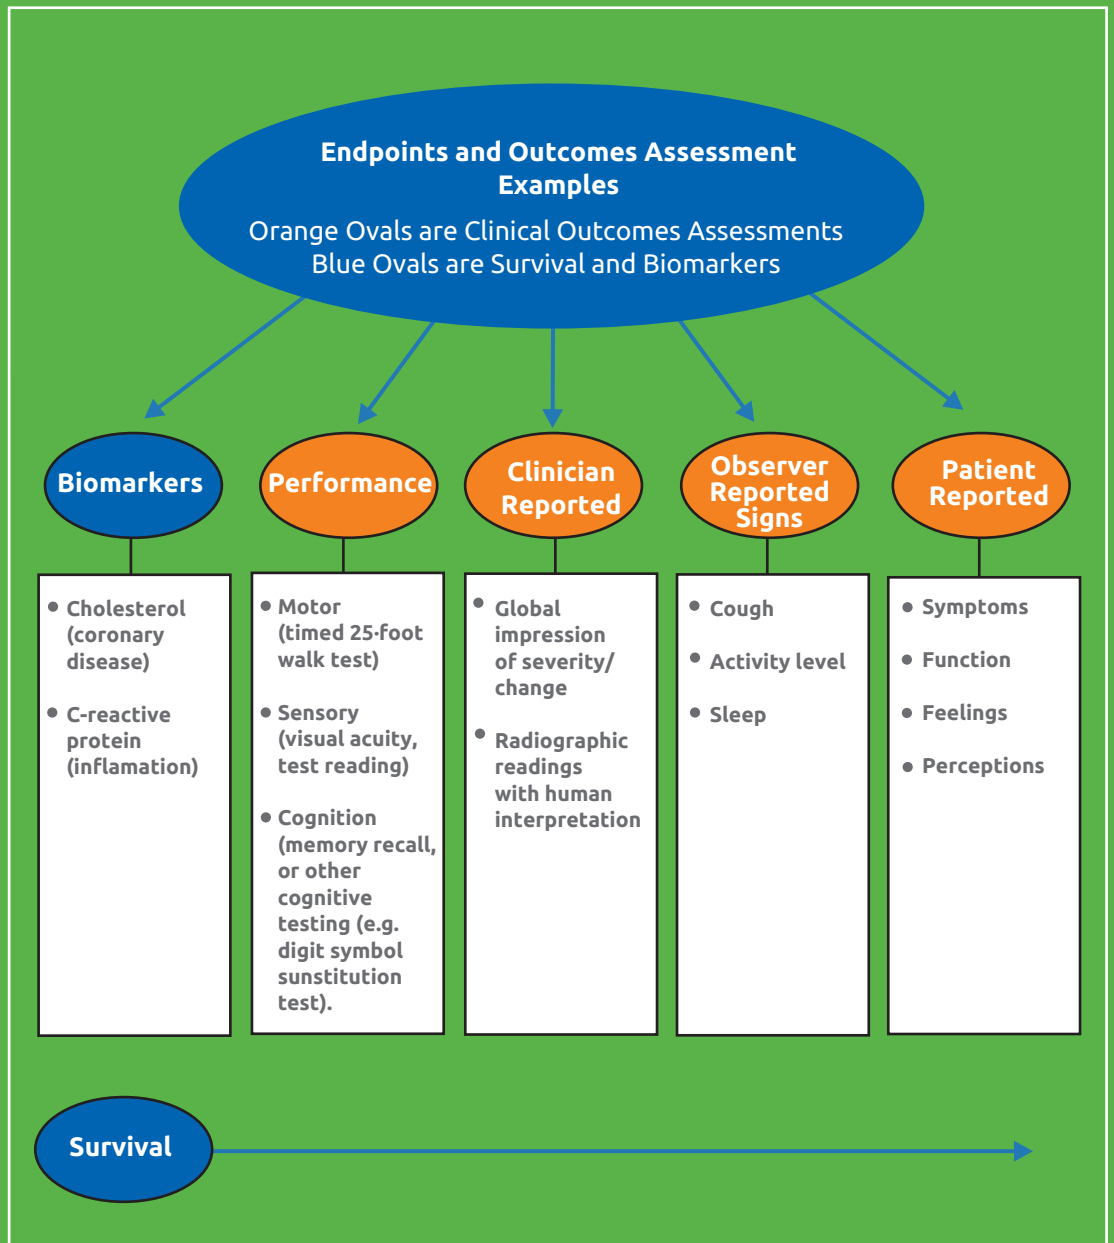 Endpoints and Outcomes Assessment
Examples
Orange Ovals are Clinical Outcomes Assessments
Blue Ovals are Survival and Biomarkers
Biomarkers
• Cholesterol
(coronary
disease)
• C-reactive
protein
(inflamation)
Performance
• Motor
(timed 25-foot
walk test)
• Sensory
(visual acuity,
test reading)
• Cognition
(memory recall,
or other
cognitive
testing (e.g.
digit symbol
sunstitution
test).
Clinician
Reported
• Global
impression
of severity/
change
• Radiographic
readings
with human
interpretation
Observer
Reported
Signs
• Cough
• Activity level
• Sleep
Patient
Reported
• Symptoms
• Function
• Feelings
• Perceptions
Survival